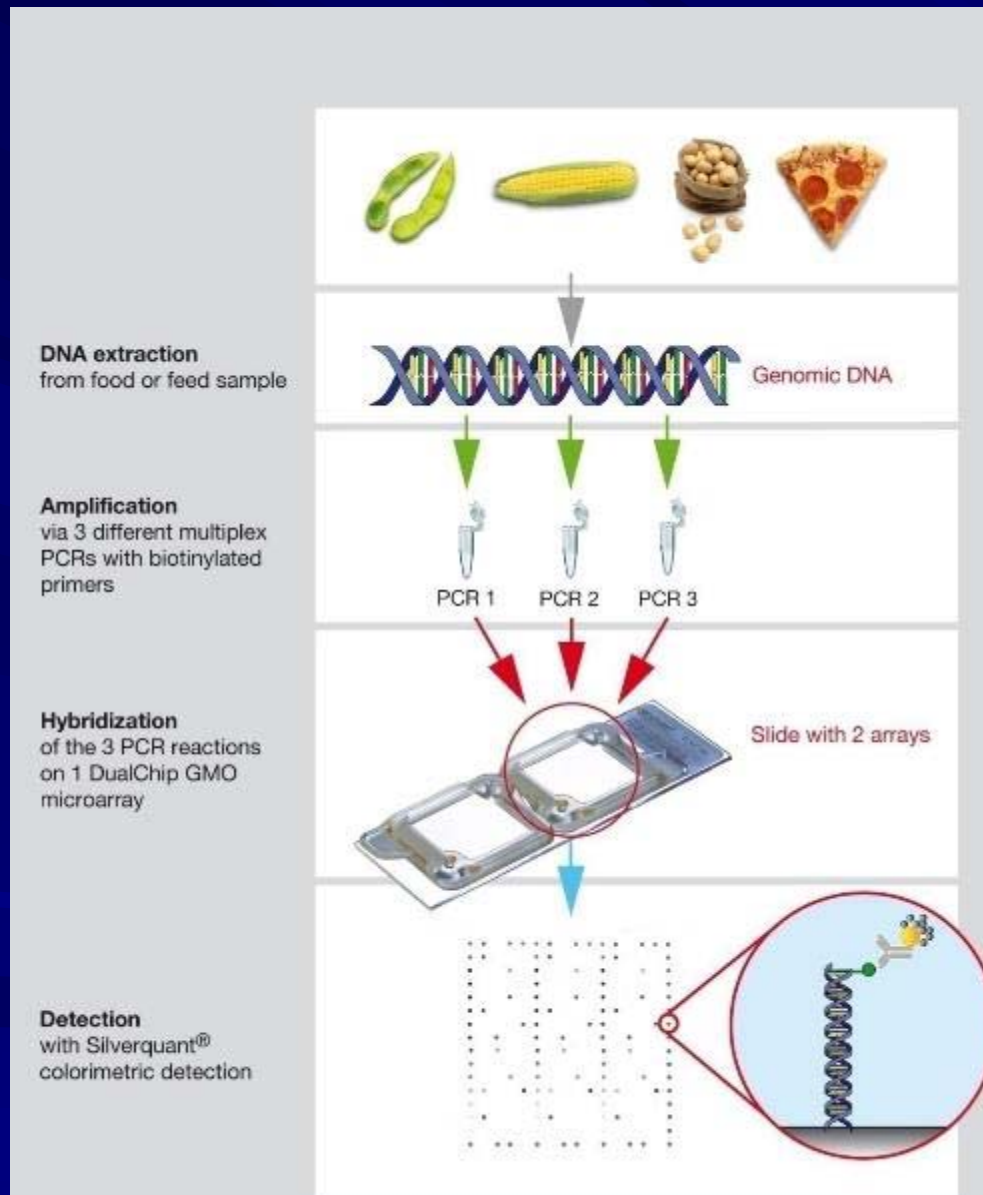 DNA extraction
from food or feed sample
Genomic DNA
Amplification
via 3 different multiplex
PCRs with biotinylated
primers
PCR 1 PCR 2 PCR 3
Hybridization
of the 3 PCR reactions
on 1 DualChip GMO
microarray
Slide with 2 arrays
Detection
with Silverquant®
colorimetric detection